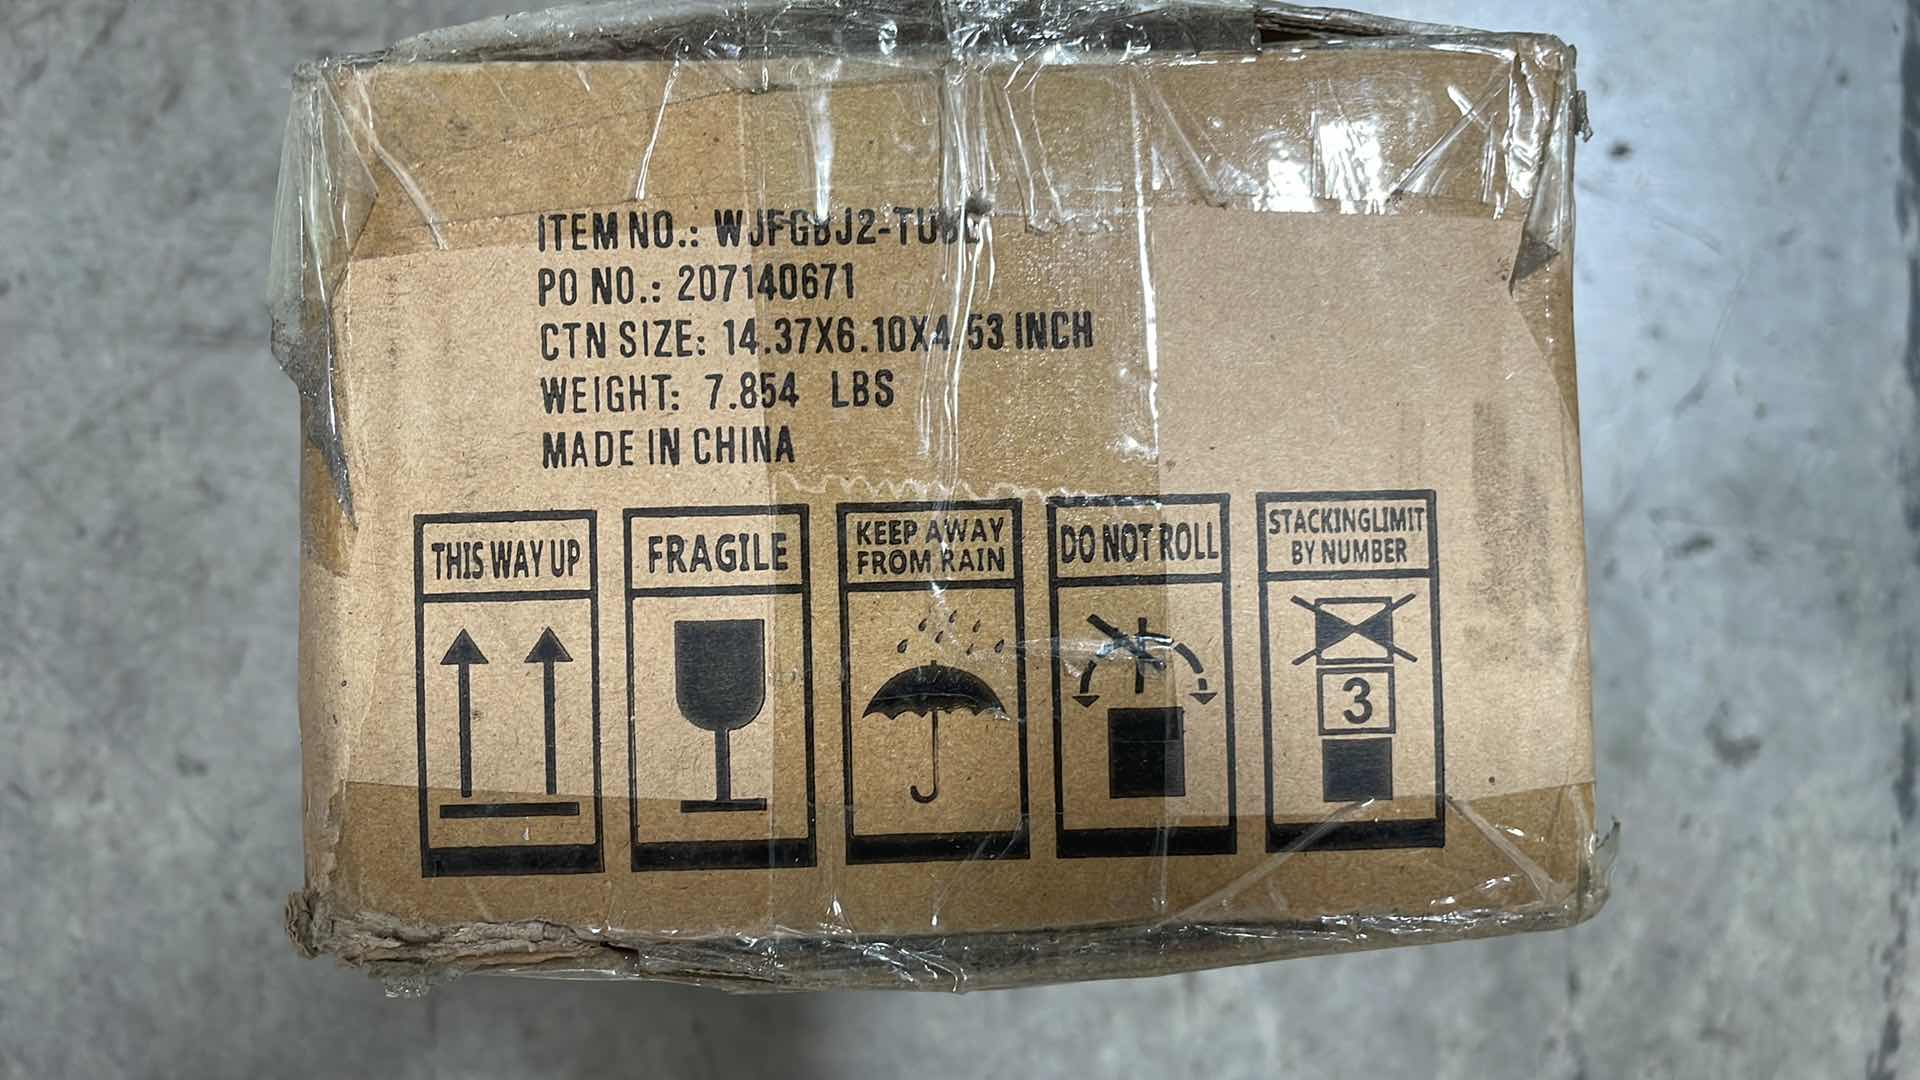 ITEM NO.: WJFGBJ2-TUBE
PO NO.: 207140671
CTN SIZE: 14.37X6.10X4.53 INCH
WEIGHT: 7.854 LBS
MADE IN CHINA
THIS WAY UP
FRAGILE
KEEP AWAY
FROM RAIN
DO NOT ROLL
STACKINGLIMIT
BY NUMBER
3